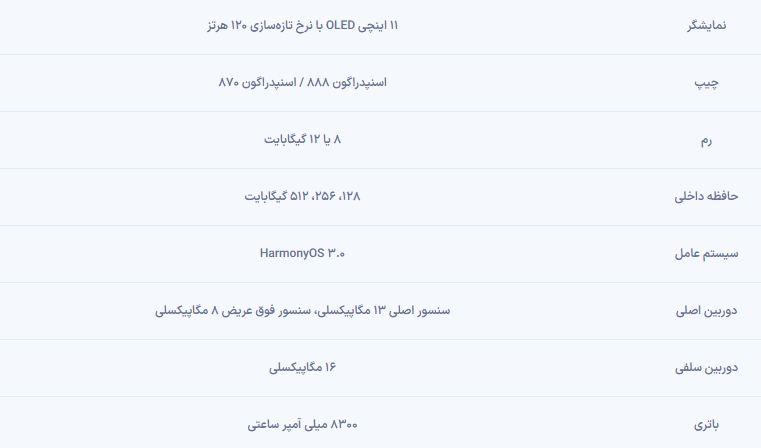 نمایشگر ۱۱ اینچی OLED با نرخ تازه‌سازی ۱۲۰ هرتز
چیپ اسنپدراگون ۸۸۸ / اسنپدراگون ۸۷۰
رم ۸ یا ۱۲ گیگابایت
حافظه داخلی ۱۲۸، ۲۵۶، ۵۱۲ گیگابایت
سیستم عامل HarmonyOS ۳.۰
دوربین اصلی سنسور اصلی ۱۳ مگاپیکسلی، سنسور فوق عریض ۸ مگاپیکسلی
دوربین سلفی ۱۶ مگاپیکسلی
باتری ۸۳۰۰ میلی آمپر ساعتی